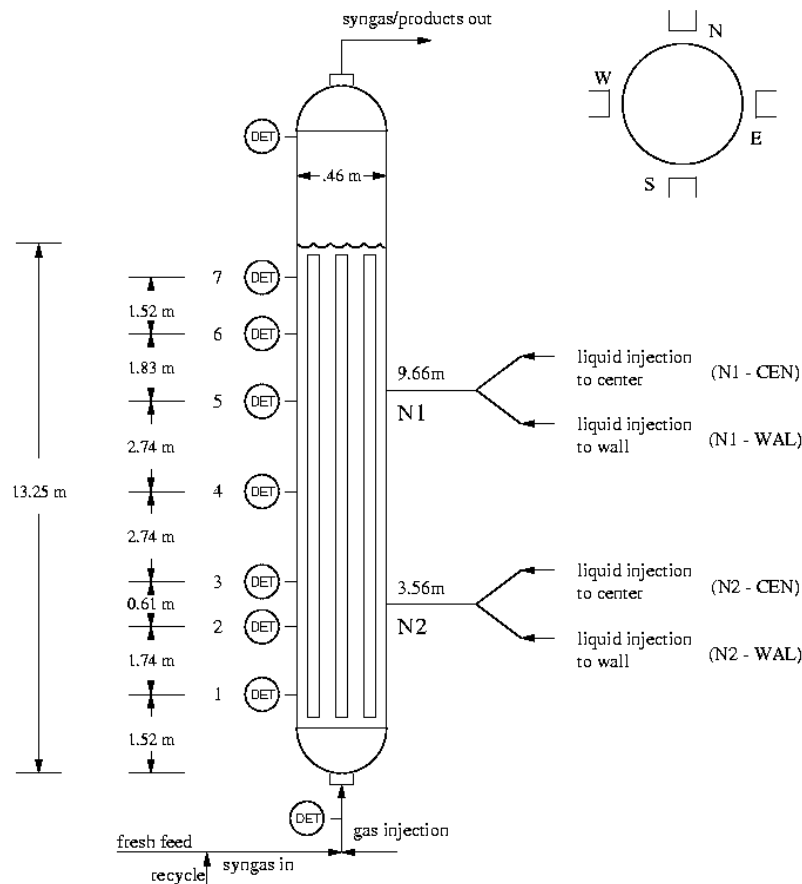 syngas/products out
N
W
E
S
DET
.46 m
7
DET
1.52 m
6
DET
1.83 m
9.66m
liquid injection
to center
(N1 - CEN)
5
DET
N1
liquid injection
to wall
(N1 - WAL)
2.74 m
13.25 m
4
DET
2.74 m
3
DET
3.56m
liquid injection
to center
(N2 - CEN)
0.61 m
2
DET
N2
liquid injection
to wall
(N2 - WAL)
1.74 m
1
DET
1.52 m
DET
gas injection
fresh feed
syngas in
recycle